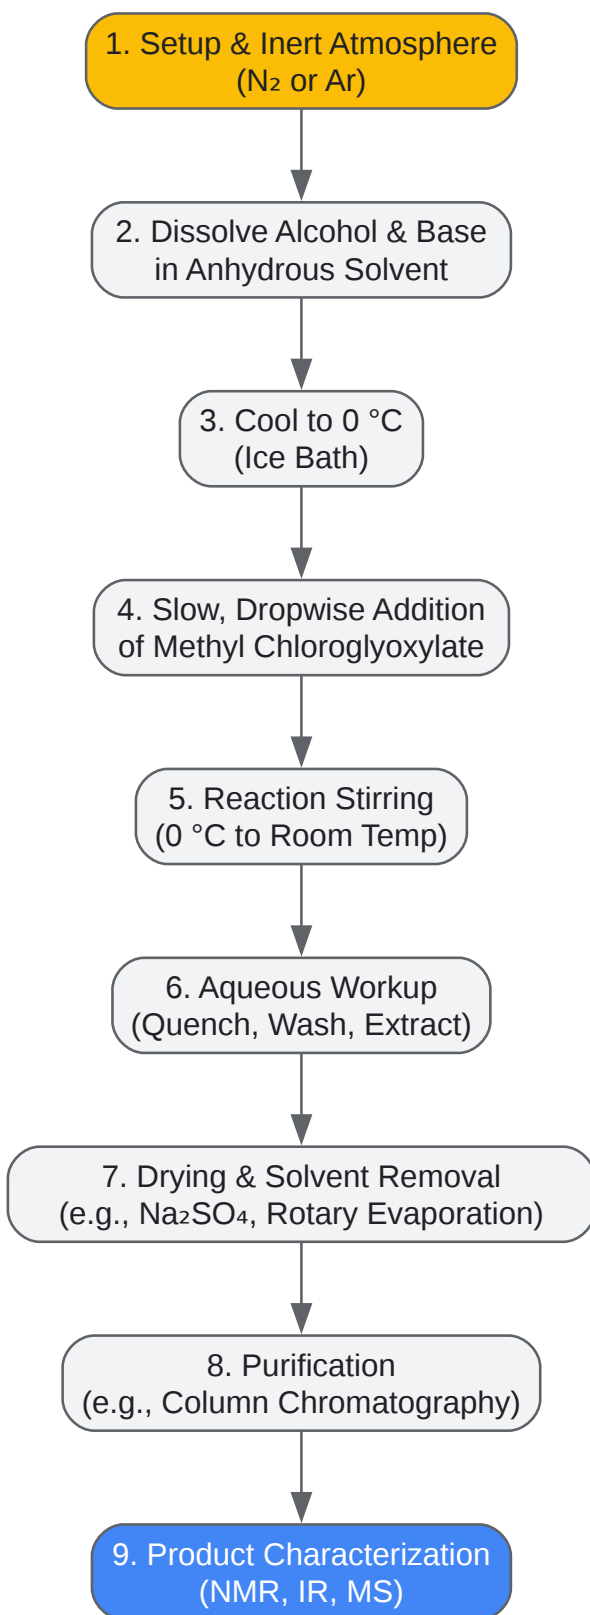 1. Setup & Inert Atmosphere
(N₂ or Ar)
2. Dissolve Alcohol & Base
in Anhydrous Solvent
3. Cool to 0 °C
(Ice Bath)
4. Slow, Dropwise Addition
of Methyl Chloroglyoxylate
5. Reaction Stirring
(0 °C to Room Temp)
6. Aqueous Workup
(Quench, Wash, Extract)
7. Drying & Solvent Removal
(e.g., Na₂SO₄, Rotary Evaporation)
8. Purification
(e.g., Column Chromatography)
9. Product Characterization
(NMR, IR, MS)